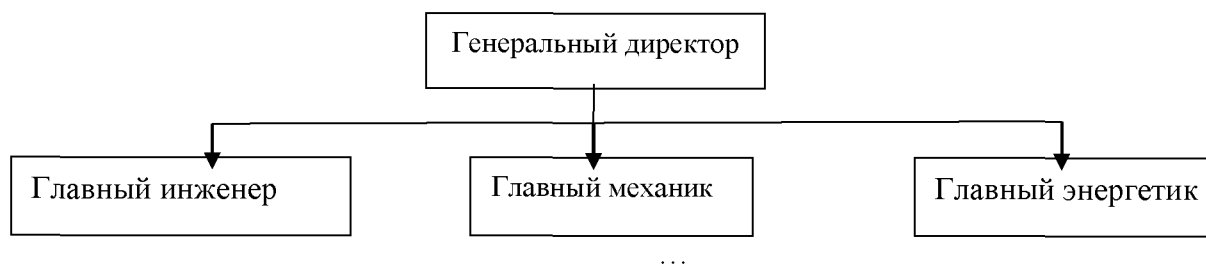 Генеральный директор
Главный инженер
Главный механик
Главный энергетик
...